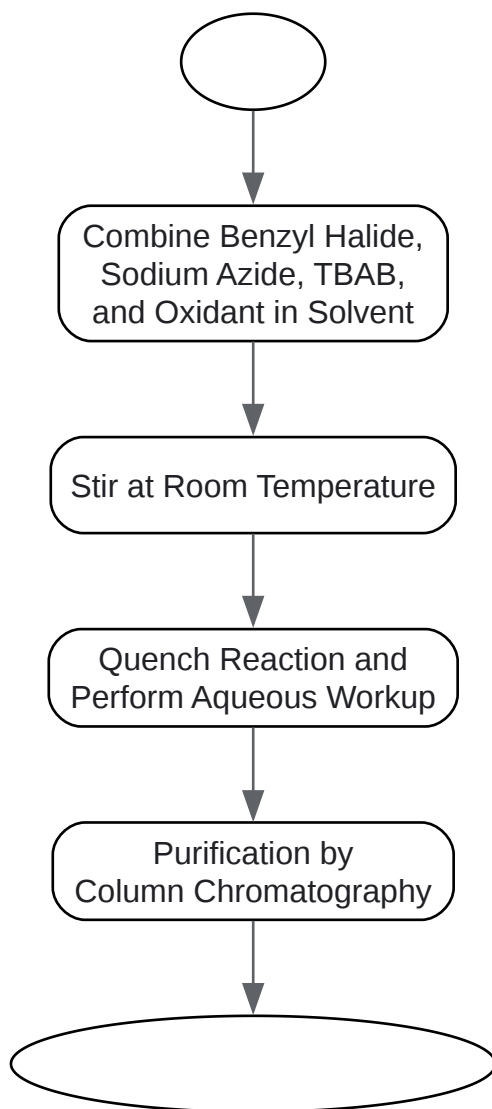 Combine Benzyl Halide,
Sodium Azide, TBAB,
and Oxidant in Solvent
Stir at Room Temperature
Quench Reaction and
Perform Aqueous Workup
Purification by
Column Chromatography